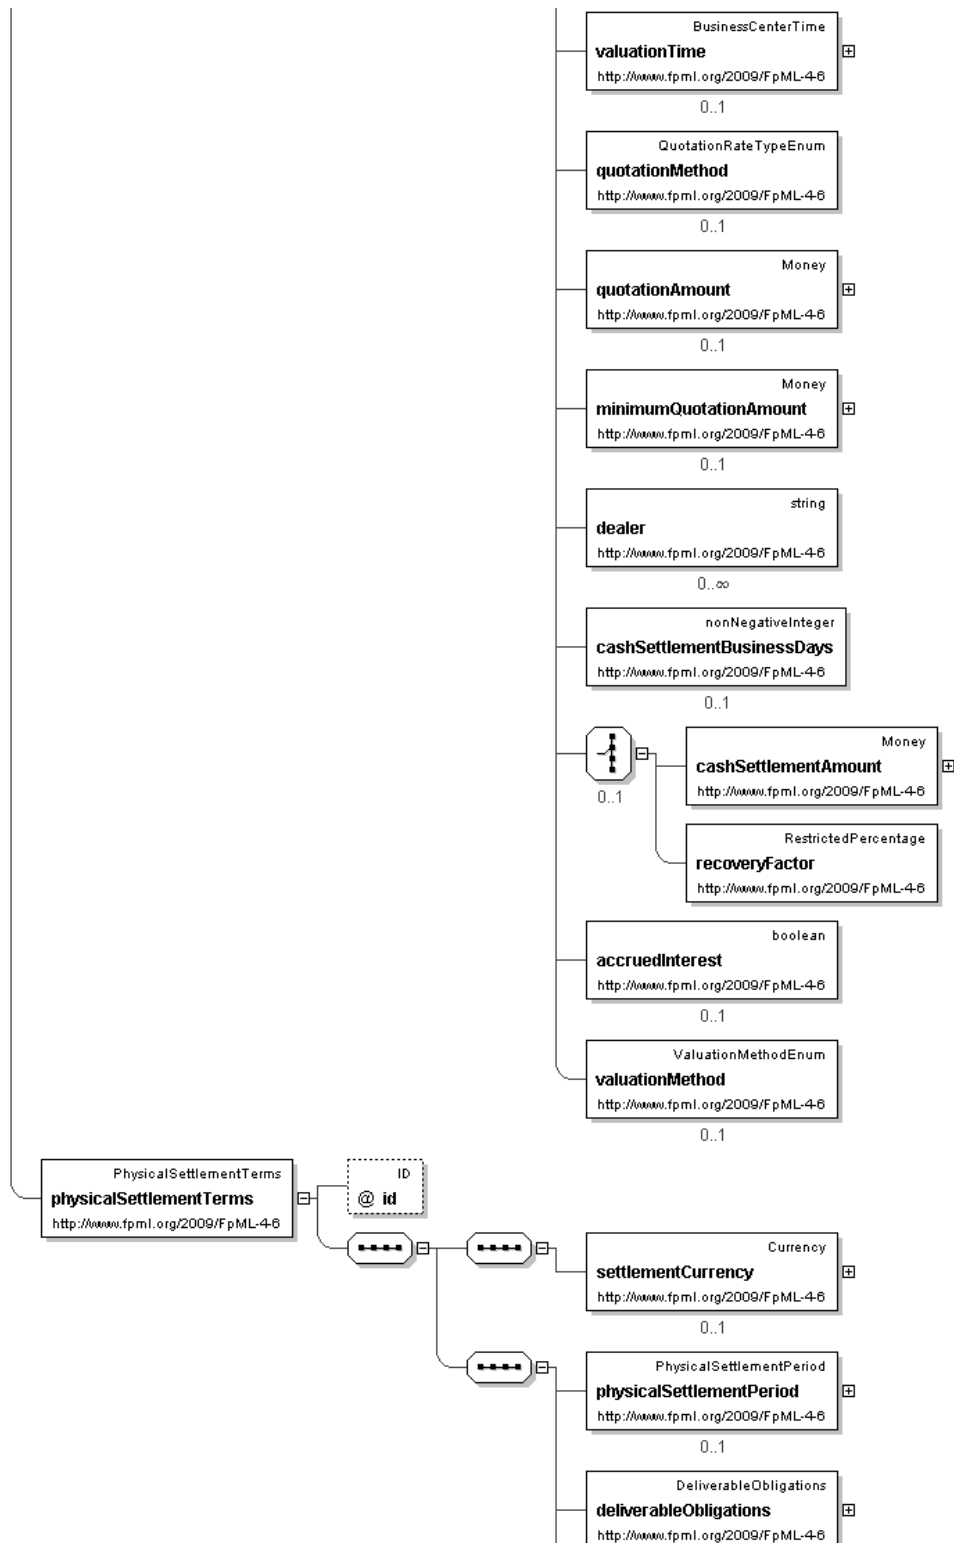 BusinessCenterTime
valuationTime
http://www.fpml.org/2009/FpML-4-6
0..1
QuotationRateTypeEnum
quotationMethod
http://www.fpml.org/2009/FpML-4-6
0..1
Money
quotationAmount
http://www.fpml.org/2009/FpML-4-6
0..1
Money
minimumQuotationAmount
http://www.fpml.org/2009/FpML-4-6
0..1
string
dealer
http://www.fpml.org/2009/FpML-4-6
0..∞
nonNegativeInteger
cashSettlementBusinessDays
http://www.fpml.org/2009/FpML-4-6
0..1
0..1
Money
cashSettlementAmount
http://www.fpml.org/2009/FpML-4-6
RestrictedPercentage
recoveryFactor
http://www.fpml.org/2009/FpML-4-6
boolean
accruedInterest
http://www.fpml.org/2009/FpML-4-6
0..1
ValuationMethodEnum
valuationMethod
http://www.fpml.org/2009/FpML-4-6
0..1
PhysicalSettlementTerms
physicalSettlementTerms
http://www.fpml.org/2009/FpML-4-6
ID
@ id
Currency
settlementCurrency
http://www.fpml.org/2009/FpML-4-6
0..1
PhysicalSettlementPeriod
physicalSettlementPeriod
http://www.fpml.org/2009/FpML-4-6
0..1
DeliverableObligations
deliverableObligations
http://www.fpml.org/2009/FpML-4-6